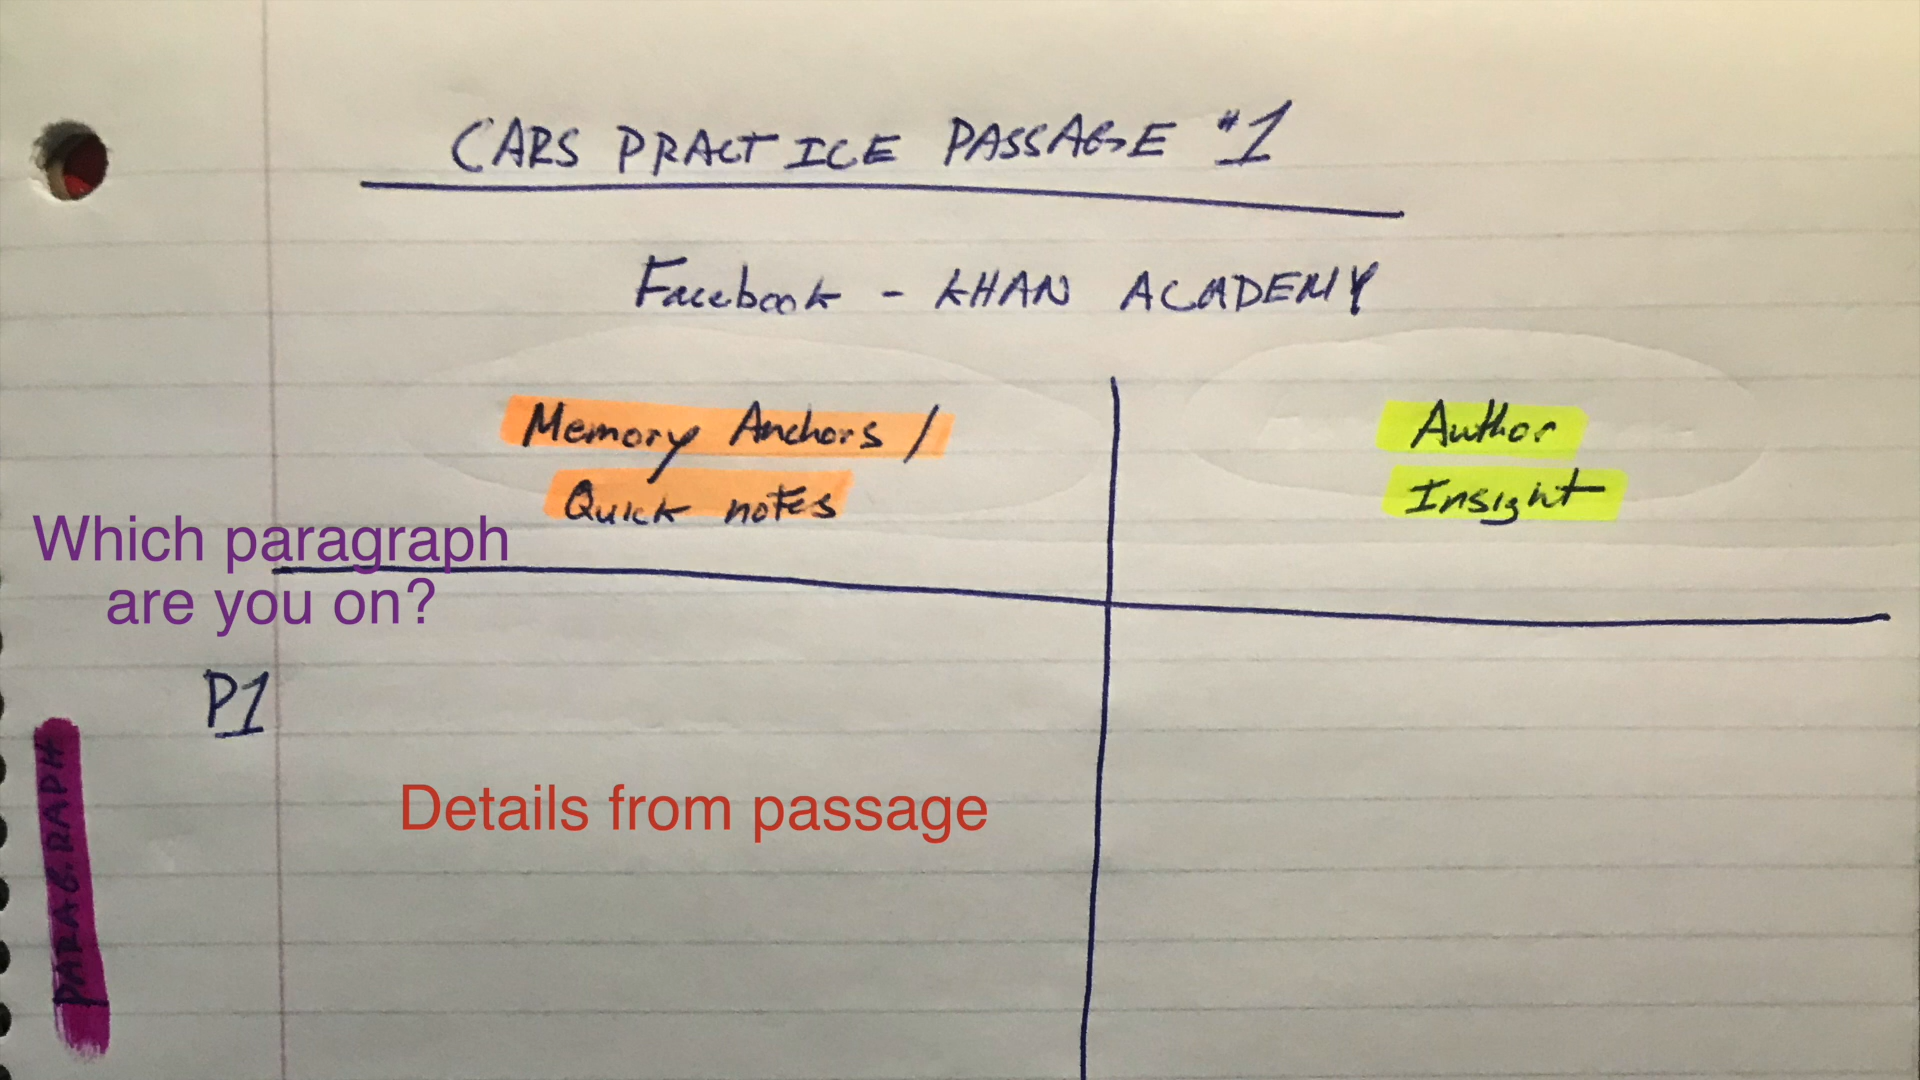 CARS PRACTICE PASSAGE #1
Facebook - KHAN ACADEMY
Memory Anchors /
Quick notes
Author
Insight
Which paragraph
are you on?
P1
PARAGRAPH
Details from passage